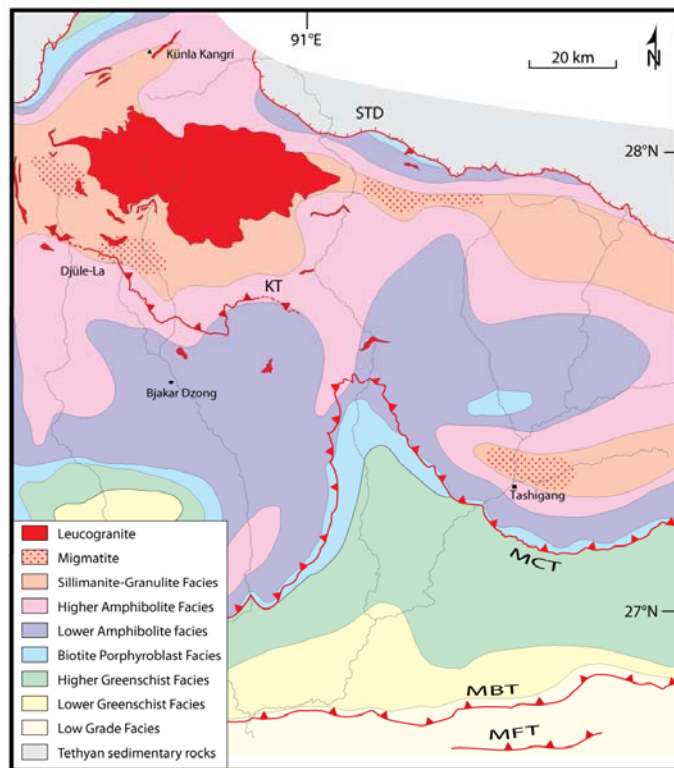 91°E
Künla Kangri
20 km
N
STD
28°N
Djüle-La
KT
Bjakar Dzong
Tashigang
MCT
27°N
MBT
MFT
Leucogranite
Migmatite
Sillimanite-Granulite Facies
Higher Amphibolite Facies
Lower Amphibolite facies
Biotite Porphyroblast Facies
Higher Greenschist Facies
Lower Greenschist Facies
Low Grade Facies
Tethyan sedimentary rocks